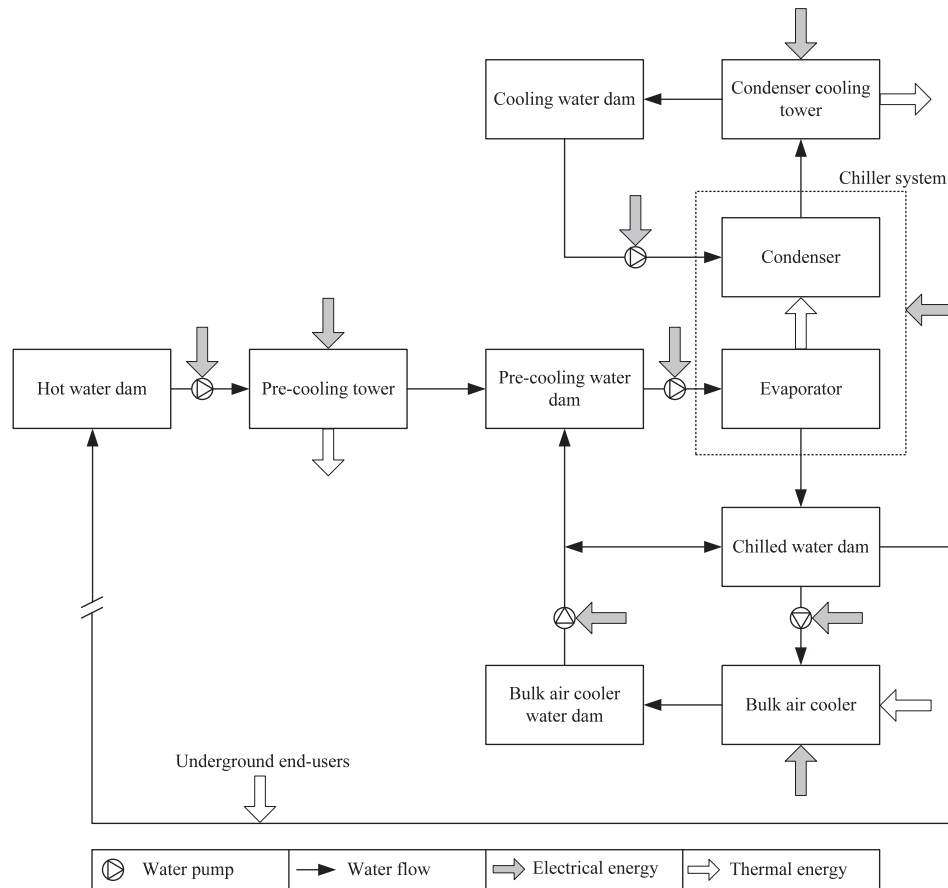 Cooling water dam
Condenser cooling
tower
Chiller system
Condenser
Hot water dam
Pre-cooling tower
Pre-cooling water
dam
Evaporator
Chilled water dam
Bulk air cooler
water dam
Bulk air cooler
Underground end-users
Water pump
Water flow
Electrical energy
Thermal energy